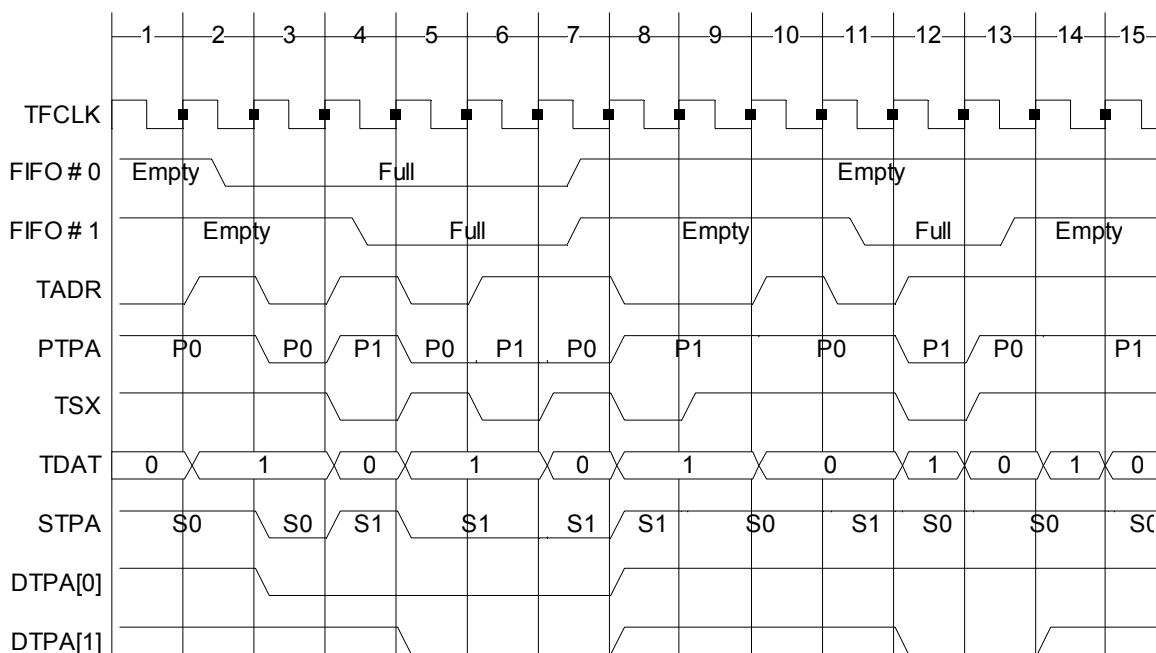 1 2 3 4 5 6 7 8 9 10 11 12 13 14 15
TFCLK
FIFO # 0 Empty Full Empty
FIFO # 1 Empty Full Empty Full Empty
TADR
PTPA P0 P0 P1 P0 P1 P0 P1 P0 P1 P0 P1
TSX
TDAT 0 1 0 1 0 1 0 1 0 1 0
STPA S0 S0 S1 S1 S1 S1 S0 S1 S0 S0 S0
DTPA[0]
DTPA[1]